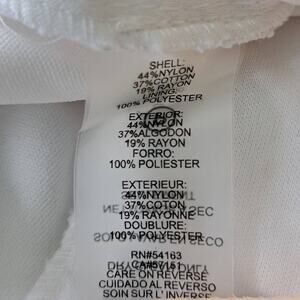 SHELL:
44%NYLON
37%COTTON
19% RAYON
LINING:
100% POLYESTER
EXTERIOR:
44%NYLON
37%ALGODON
19% RAYON
FORRO:
100% POLIESTER
EXTERIEUR:
44%NYLON
37% COTON
19% RAYONNE
DOUBLURE:
100% POLYESTER
RN#54163
CA#57151
CARE ON REVERSE
CUIDADO AL REVERSO
SOIN SUR L' INVERSE